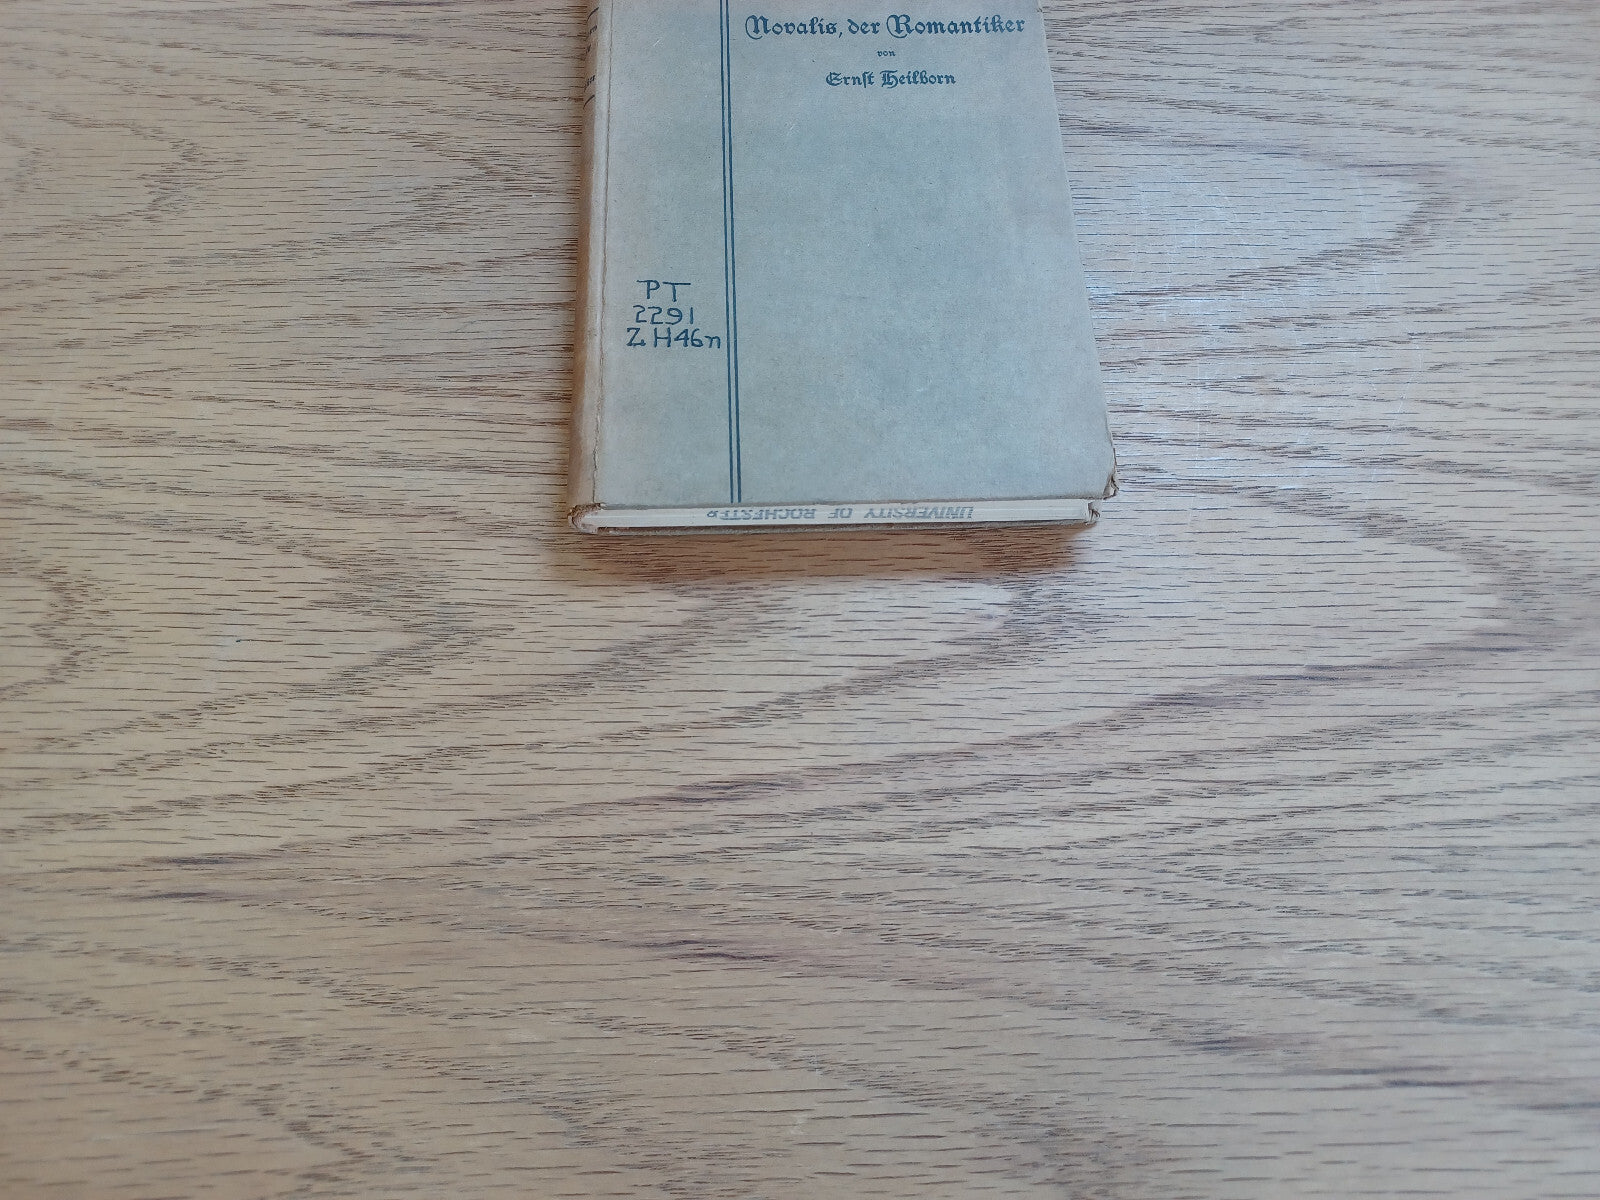 Novalis, der Romantiker
von
Ernst Heilborn
PT
2291
Z H46n
UNIVERSITY OF ROCHESTER